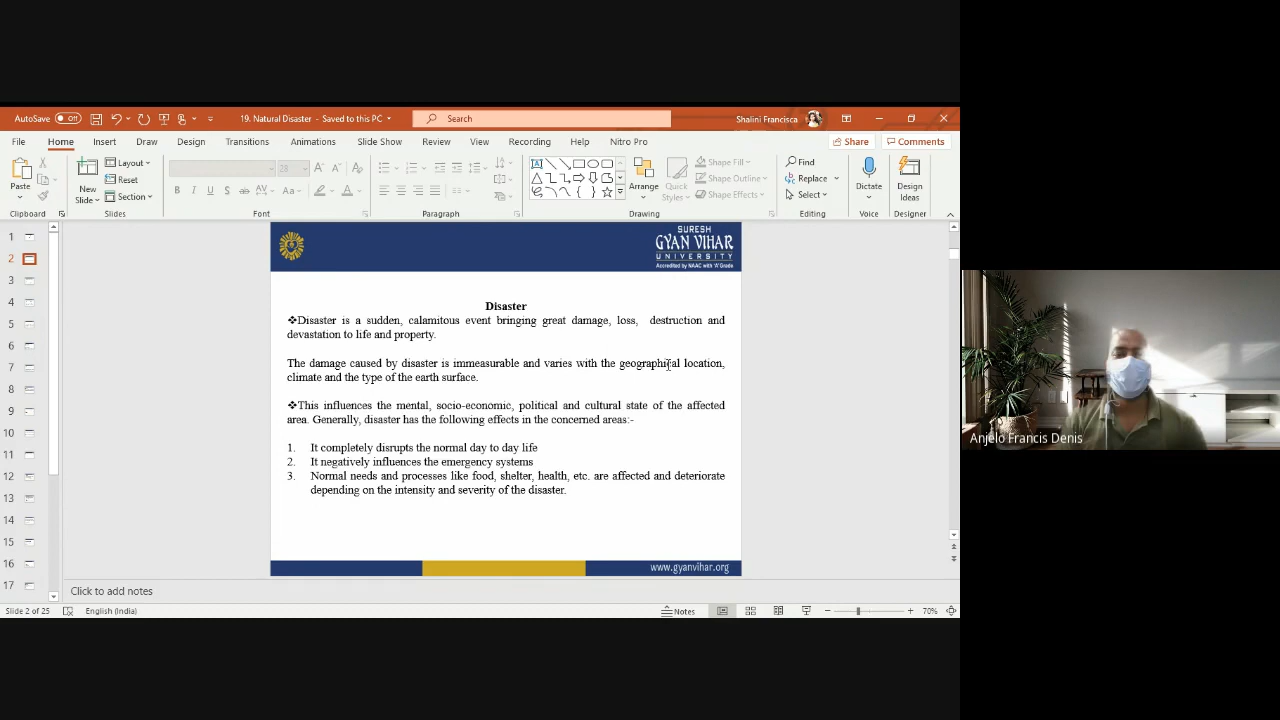 AutoSave Off 19. Natural Disaster - Saved to this PC Search Shalini Francisca
File Home Insert Draw Design Transitions Animations Slide Show Review View Recording Help Nitro Pro Share Comments
Paste New Slide Layout Reset Section 28 Arrange Quick Styles Shape Fill Shape Outline Shape Effects Find Replace Select Dictate Design Ideas
Clipboard Slides Font Paragraph Drawing Editing Voice Designer
1
2
3
4
5
6
7
8
9
10
11
12
13
14
15
16
17
SURESH
GYAN VIHAR
UNIVERSITY
Accredited by NAAC with 'A' Grade
Disaster
❖Disaster is a sudden, calamitous event bringing great damage, loss, destruction and
devastation to life and property.
The damage caused by disaster is immeasurable and varies with the geographical location,
climate and the type of the earth surface.
❖This influences the mental, socio-economic, political and cultural state of the affected
area. Generally, disaster has the following effects in the concerned areas:-
1. It completely disrupts the normal day to day life
2. It negatively influences the emergency systems
3. Normal needs and processes like food, shelter, health, etc. are affected and deteriorate
depending on the intensity and severity of the disaster.
www.gyanvihar.org
Click to add notes
Slide 2 of 25 English (India) Notes 70%
Anjelo Francis Denis